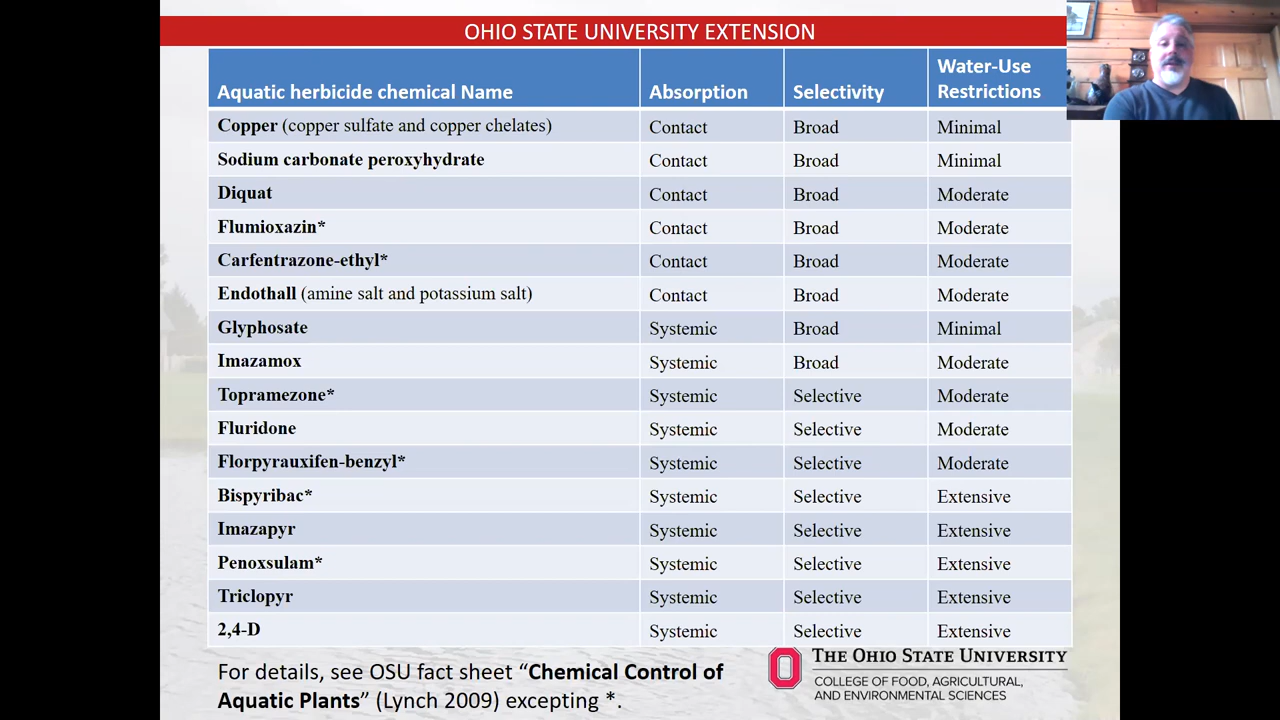 OHIO STATE UNIVERSITY EXTENSION
Aquatic herbicide chemical Name Absorption Selectivity Water-Use Restrictions
Copper (copper sulfate and copper chelates) Contact Broad Minimal
Sodium carbonate peroxyhydrate Contact Broad Minimal
Diquat Contact Broad Moderate
Flumioxazin* Contact Broad Moderate
Carfentrazone-ethyl* Contact Broad Moderate
Endothall (amine salt and potassium salt) Contact Broad Moderate
Glyphosate Systemic Broad Minimal
Imazamox Systemic Broad Moderate
Topramezone* Systemic Selective Moderate
Fluridone Systemic Selective Moderate
Florpyrauxifen-benzyl* Systemic Selective Moderate
Bispyribac* Systemic Selective Extensive
Imazapyr Systemic Selective Extensive
Penoxsulam* Systemic Selective Extensive
Triclopyr Systemic Selective Extensive
2,4-D Systemic Selective Extensive
For details, see OSU fact sheet “Chemical Control of
Aquatic Plants” (Lynch 2009) excepting *.
THE OHIO STATE UNIVERSITY
COLLEGE OF FOOD, AGRICULTURAL,
AND ENVIRONMENTAL SCIENCES